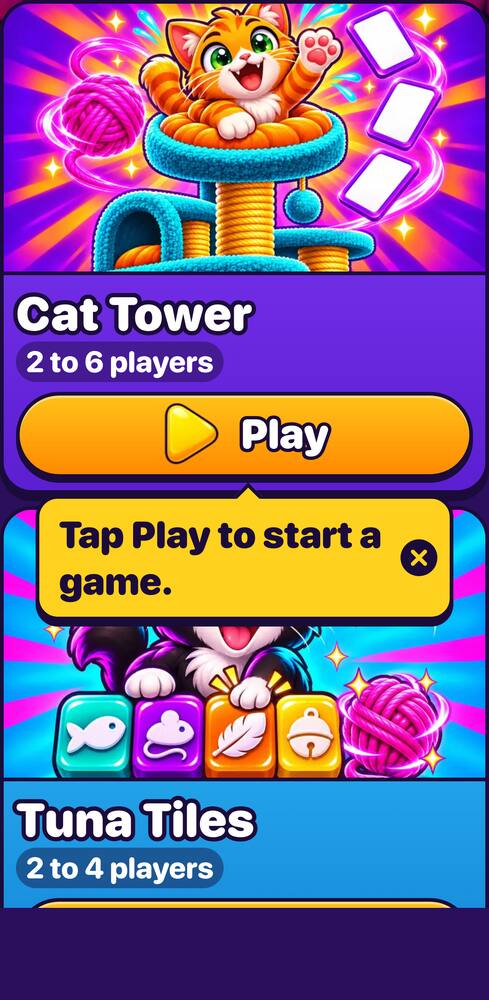 Cat Tower
2 to 6 players
Play
Tap Play to start a
game.
Tuna Tiles
2 to 4 players